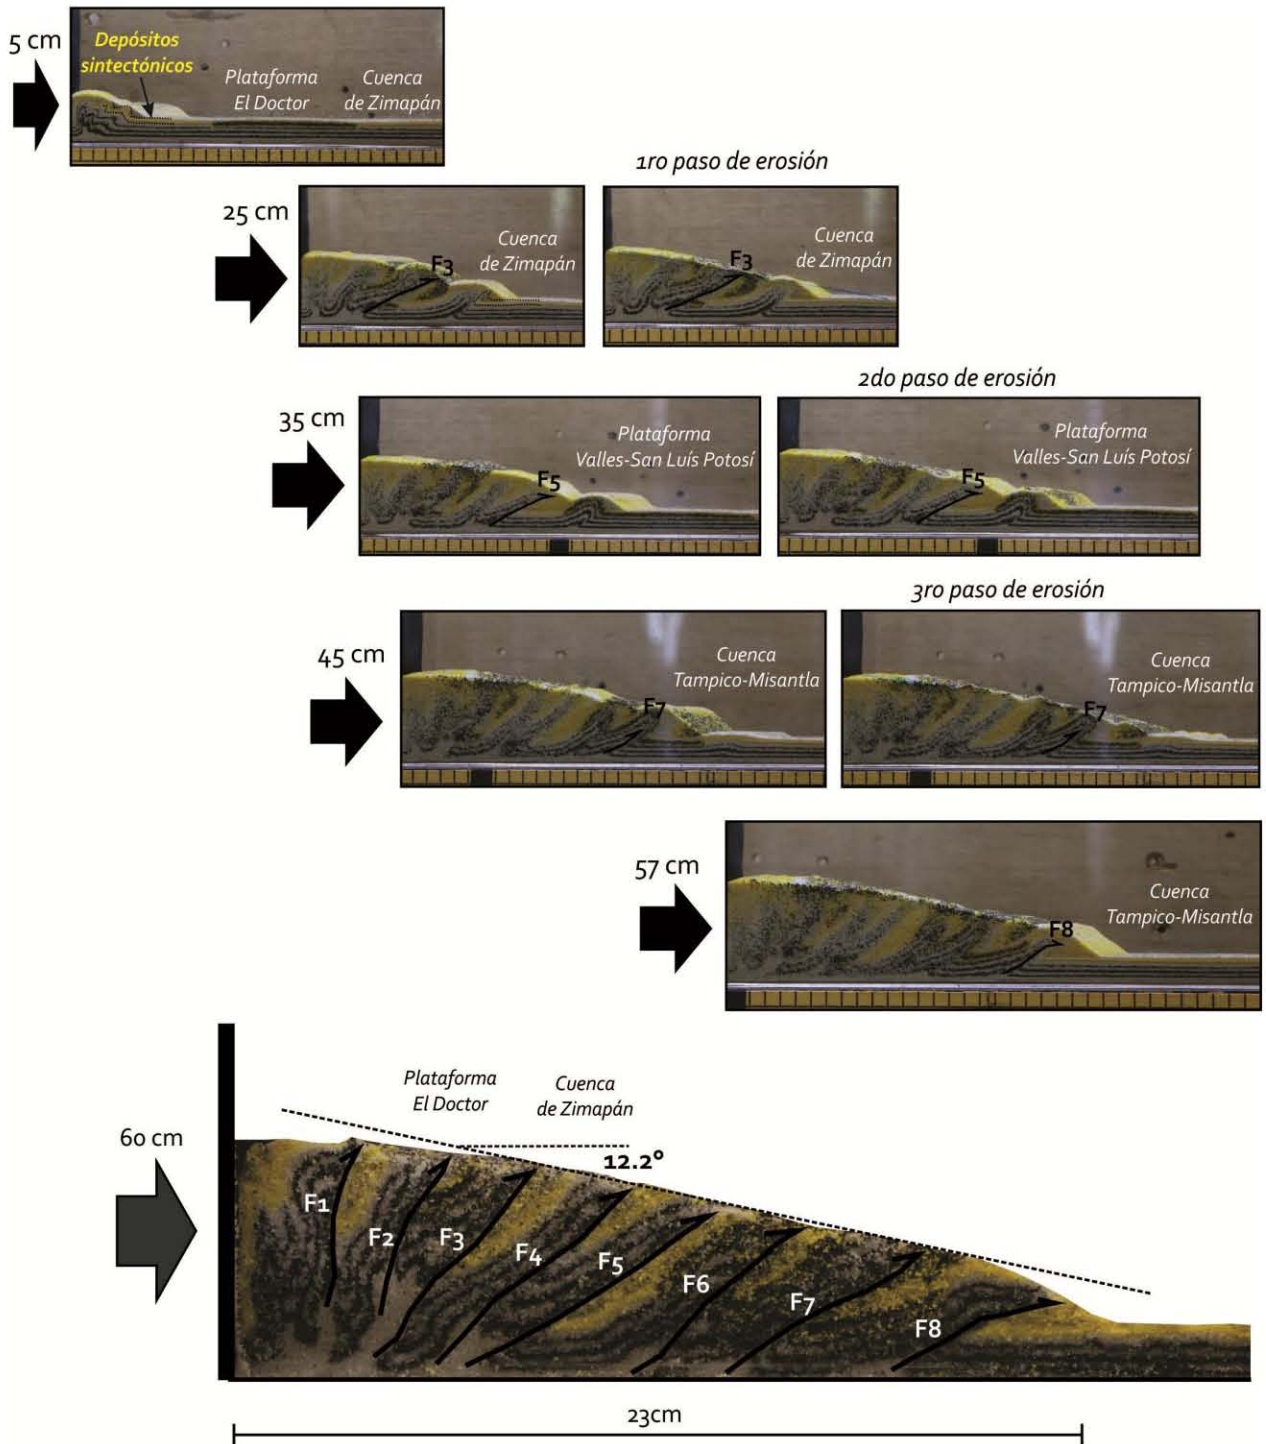 5 cm
Depósitos
sintectónicos
Plataforma
El Doctor
Cuenca
de Zimapán
1ro paso de erosión
25 cm
F3
Cuenca
de Zimapán
F3
Cuenca
de Zimapán
2do paso de erosión
35 cm
F5
Plataforma
Valles-San Luís Potosí
F5
Plataforma
Valles-San Luís Potosí
3ro paso de erosión
45 cm
F7
Cuenca
Tampico-Misantla
F7
Cuenca
Tampico-Misantla
57 cm
F8
Cuenca
Tampico-Misantla
60 cm
Plataforma
El Doctor
Cuenca
de Zimapán
12.2°
F1
F2
F3
F4
F5
F6
F7
F8
23cm